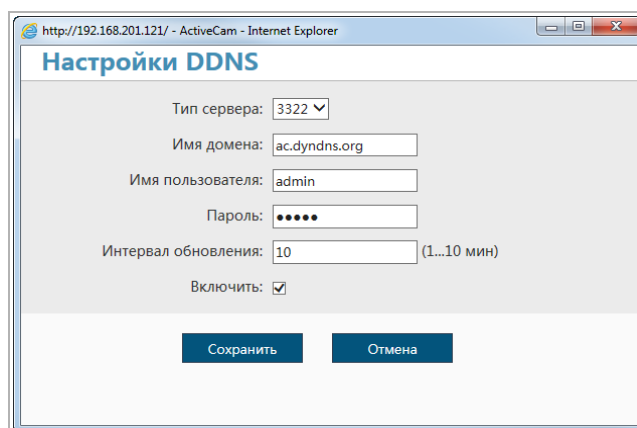 http://192.168.201.121/ - ActiveCam - Internet Explorer
Настройки DDNS
Тип сервера: 3322
Имя домена: ac.dyndns.org
Имя пользователя: admin
Пароль: •••••
Интервал обновления: 10 (1...10 мин)
Включить:
Сохранить Отмена